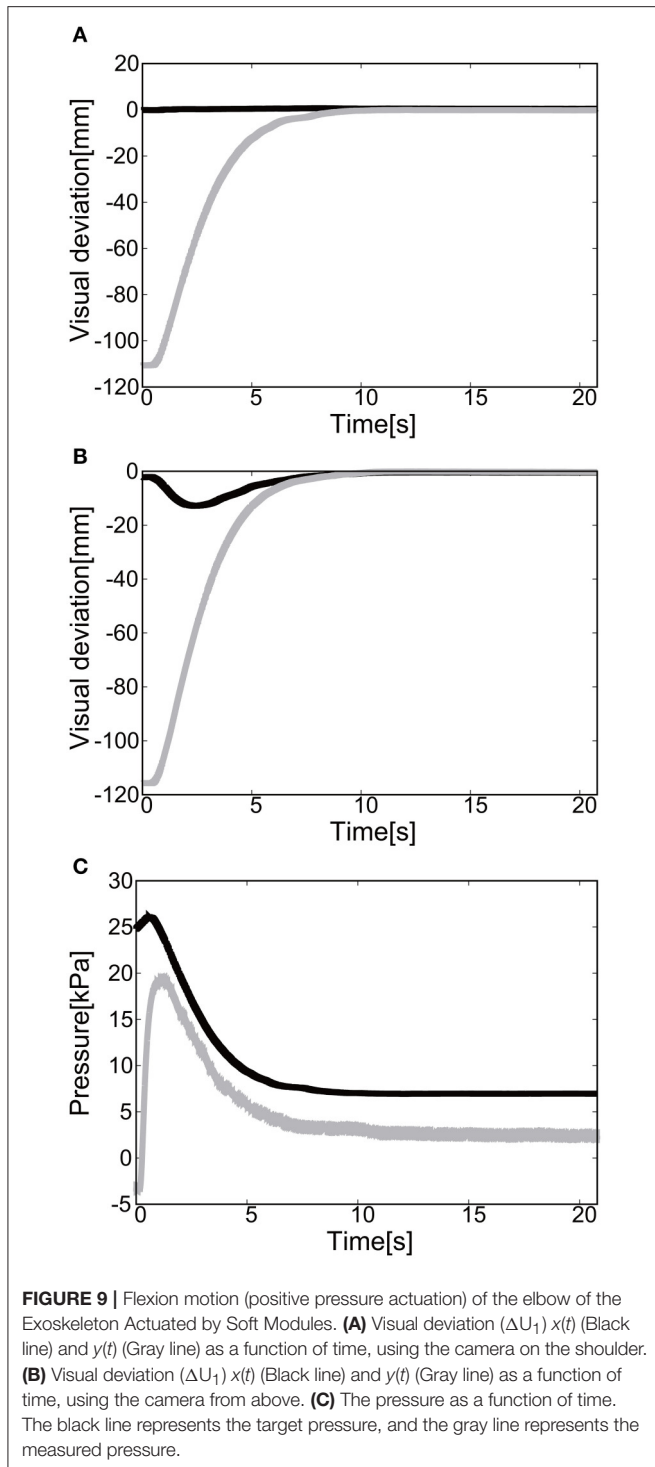 A
20
0
-20
-40
-60
-80
-100
-120
Visual deviation[mm]
0 5 10 15 20
Time[s]
B
0
-20
-40
-60
-80
-100
-120
Visual deviation[mm]
0 5 10 15 20
Time[s]
C
30
25
20
15
10
5
0
-5
Pressure[kPa]
0 5 10 15 20
Time[s]
FIGURE 9 | Flexion motion (positive pressure actuation) of the elbow of the
Exoskeleton Actuated by Soft Modules. (A) Visual deviation (ΔU₁) x(t) (Black
line) and y(t) (Gray line) as a function of time, using the camera on the shoulder.
(B) Visual deviation (ΔU₁) x(t) (Black line) and y(t) (Gray line) as a function of
time, using the camera from above. (C) The pressure as a function of time.
The black line represents the target pressure, and the gray line represents the
measured pressure.